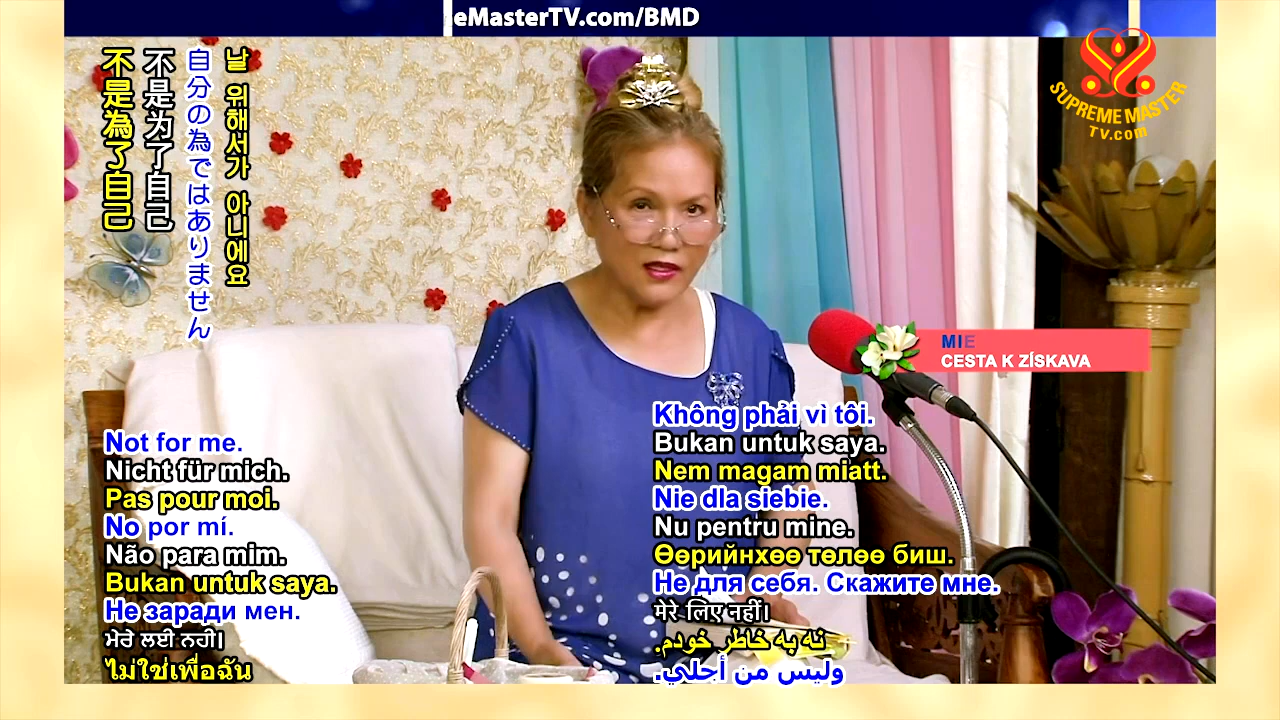 eMasterTV.com/BMD
SUPREME MASTER
TV.com
날 위해서가 아니에요
自分の為ではありません
不是为了自己
不是為了自己
MIE
CESTA K ZÍSKAVA
Not for me.
Nicht für mich.
Pas pour moi.
No por mí.
Não para mim.
Bukan untuk saya.
Не заради мен.
ਮੇਰੇ ਲਈ ਨਹੀਂ।
ไม่ใช่เพื่อฉัน
Không phải vì tôi.
Bukan untuk saya.
Nem magam miatt.
Nie dla siebie.
Nu pentru mine.
Өөрийнхөө төлөө биш.
Не для себя. Скажите мне.
मेरे लिए नहीं।
نه به خاطر خودم.
وليس من أجلي.